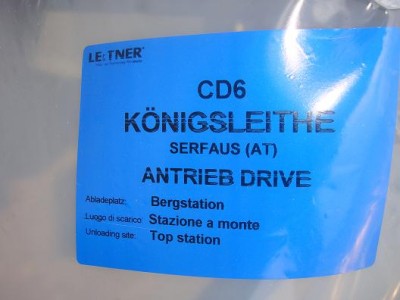 LEITNER®
CD6
KÖNIGSLEITHE
SERFAUS (AT)
ANTRIEB DRIVE
Abladeplatz: Bergstation
Luogo di scarico: Stazione a monte
Unloading site: Top station